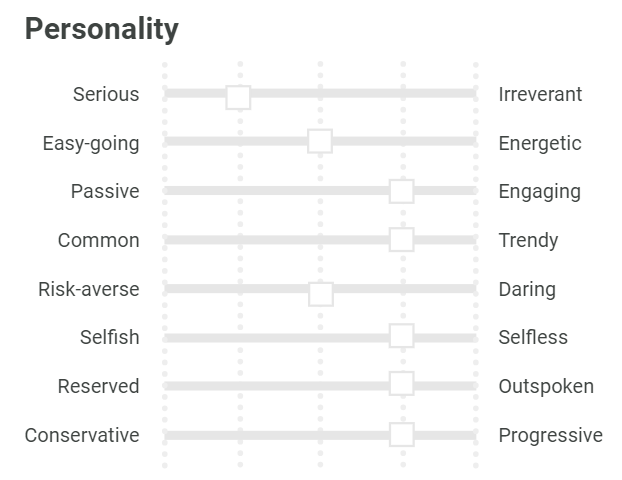 Personality
Serious Irreverant
Easy-going Energetic
Passive Engaging
Common Trendy
Risk-averse Daring
Selfish Selfless
Reserved Outspoken
Conservative Progressive